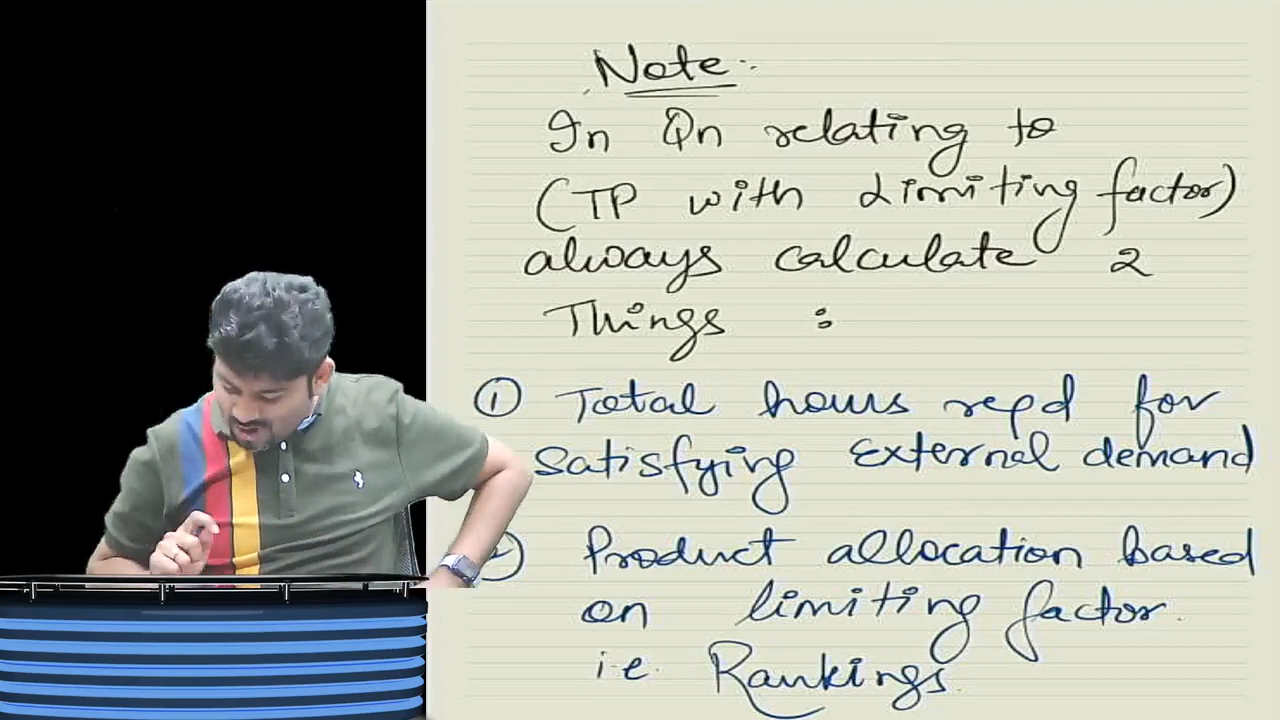 Note:-
In Qn relating to
(TP with Limiting factor)
always calculate 2
Things :
① Total hours reqd for
satisfying External demand
2) Product allocation based
on limiting factor.
i.e. Rankings.